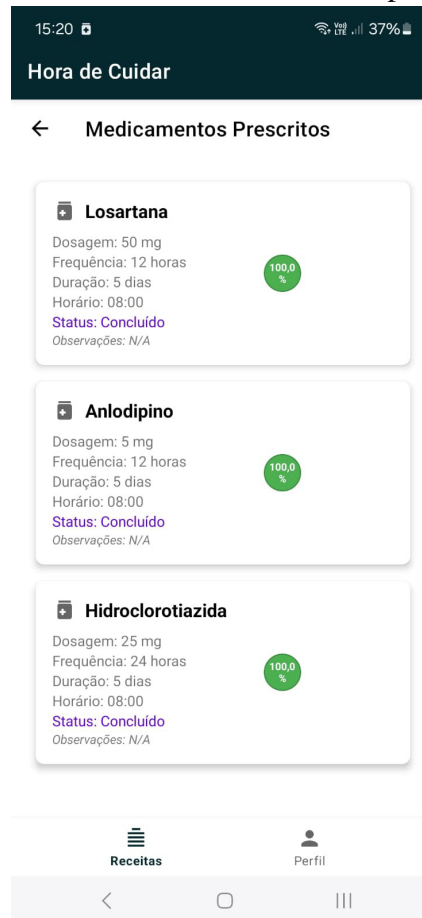 15:20
Vo)) LTE 37%
Hora de Cuidar
Medicamentos Prescritos
Losartana
Dosagem: 50 mg
Frequência: 12 horas
Duração: 5 dias
Horário: 08:00
Status: Concluído
Observações: N/A
100,0
%
Anlodipino
Dosagem: 5 mg
Frequência: 12 horas
Duração: 5 dias
Horário: 08:00
Status: Concluído
Observações: N/A
100,0
%
Hidroclorotiazida
Dosagem: 25 mg
Frequência: 24 horas
Duração: 5 dias
Horário: 08:00
Status: Concluído
Observações: N/A
100,0
%
Receitas
Perfil